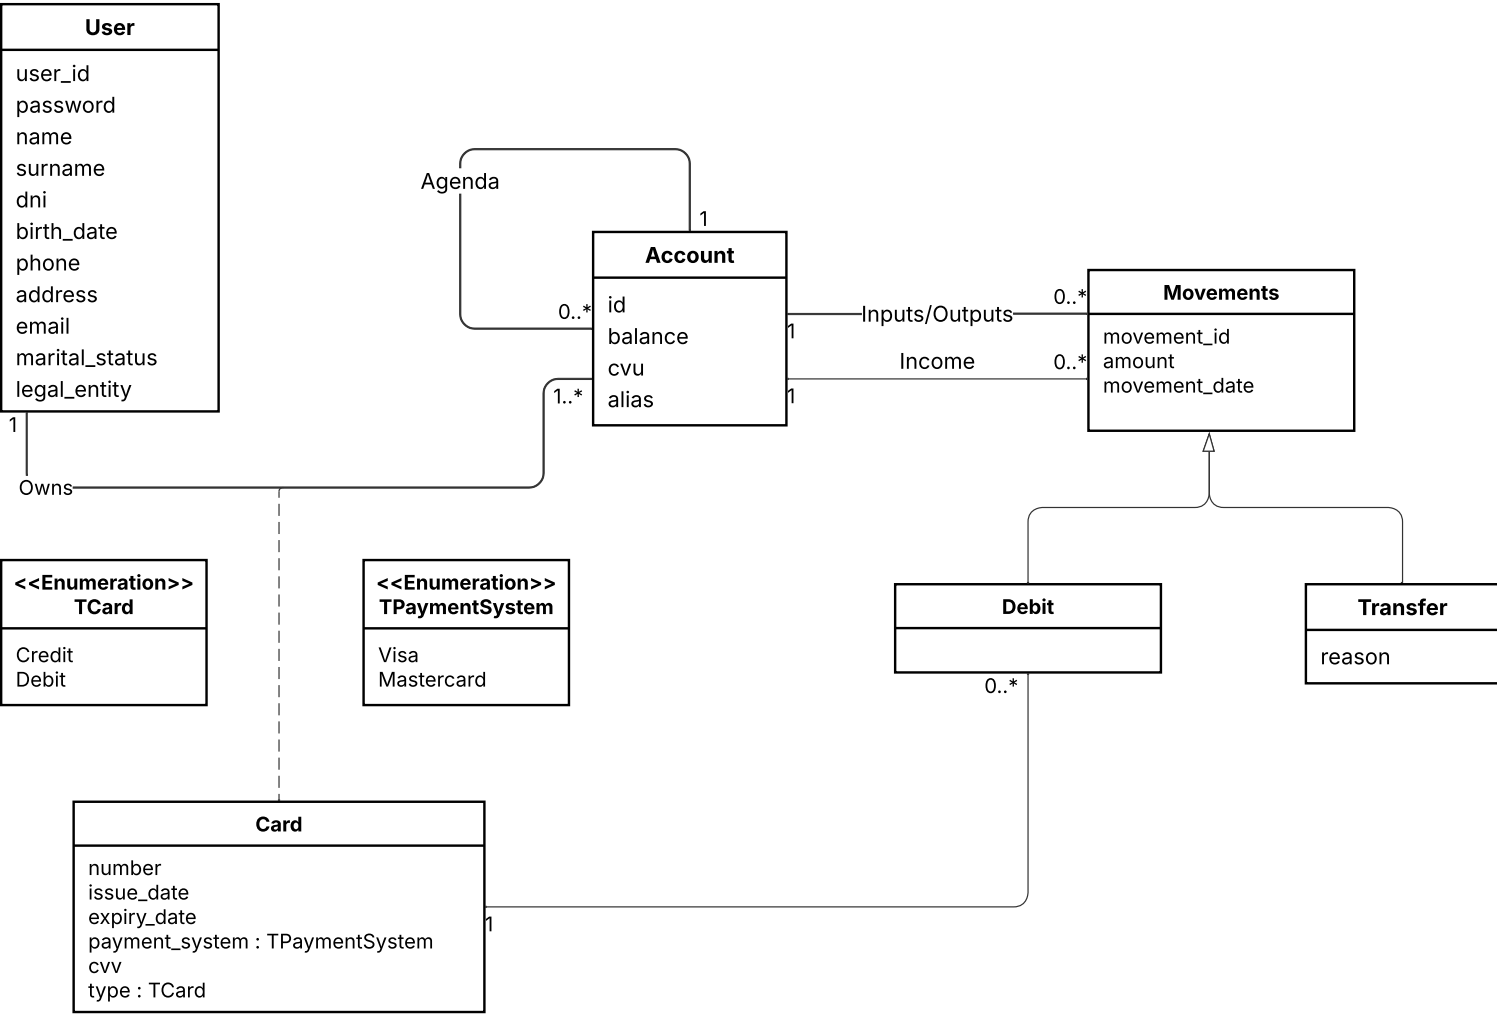 User
user_id
password
name
surname
dni
birth_date
phone
address
email
marital_status
legal_entity
1
Owns
Agenda
1
0..*
1..*
Account
id
balance
cvu
alias
Inputs/Outputs
0..*
1
Income
0..*
1
Movements
movement_id
amount
movement_date
<<Enumeration>>
TCard
Credit
Debit
<<Enumeration>>
TPaymentSystem
Visa
Mastercard
Debit
0..*
Transfer
reason
Card
number
issue_date
expiry_date
payment_system : TPaymentSystem
cvv
type : TCard
1